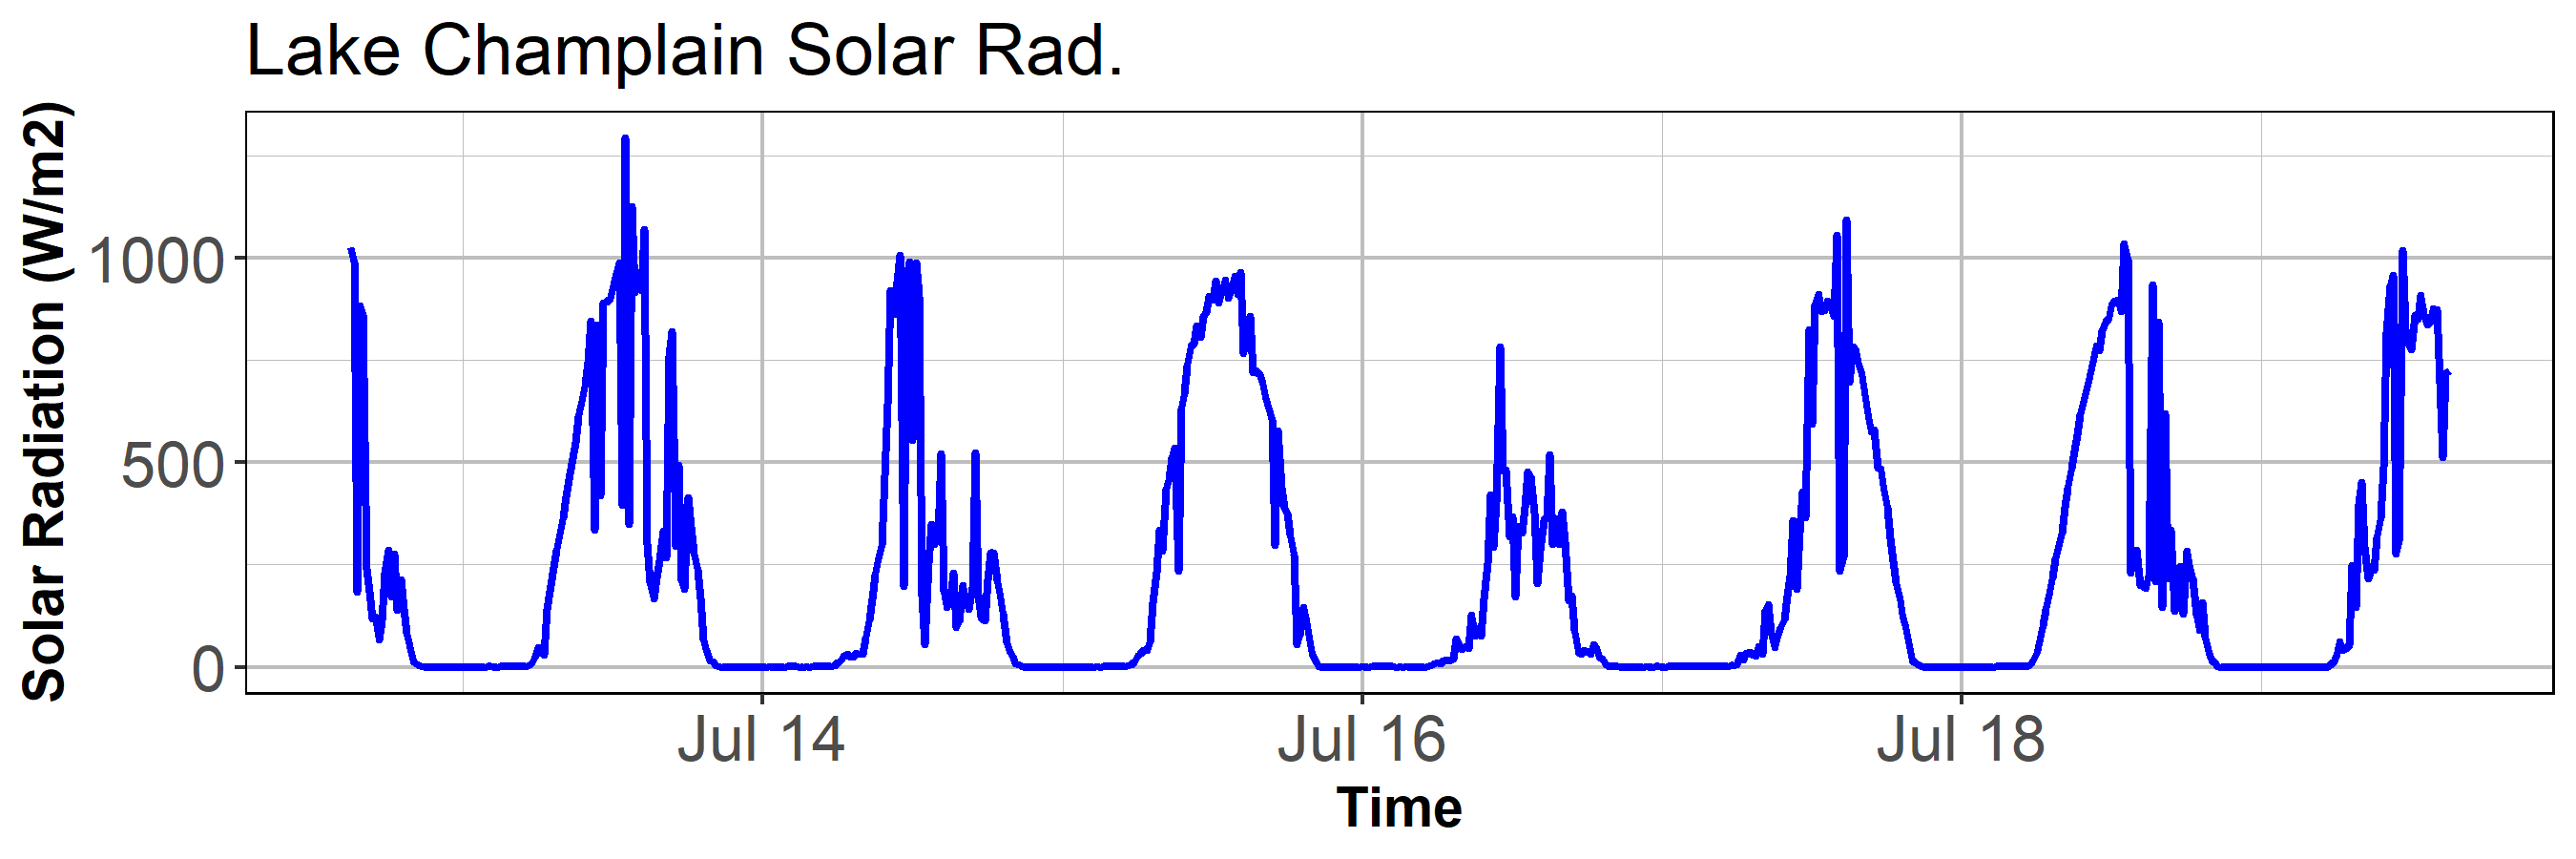 Lake Champlain Solar Rad.
Solar Radiation (W/m2)
1000
500
0
Jul 14
Jul 16
Jul 18
Time